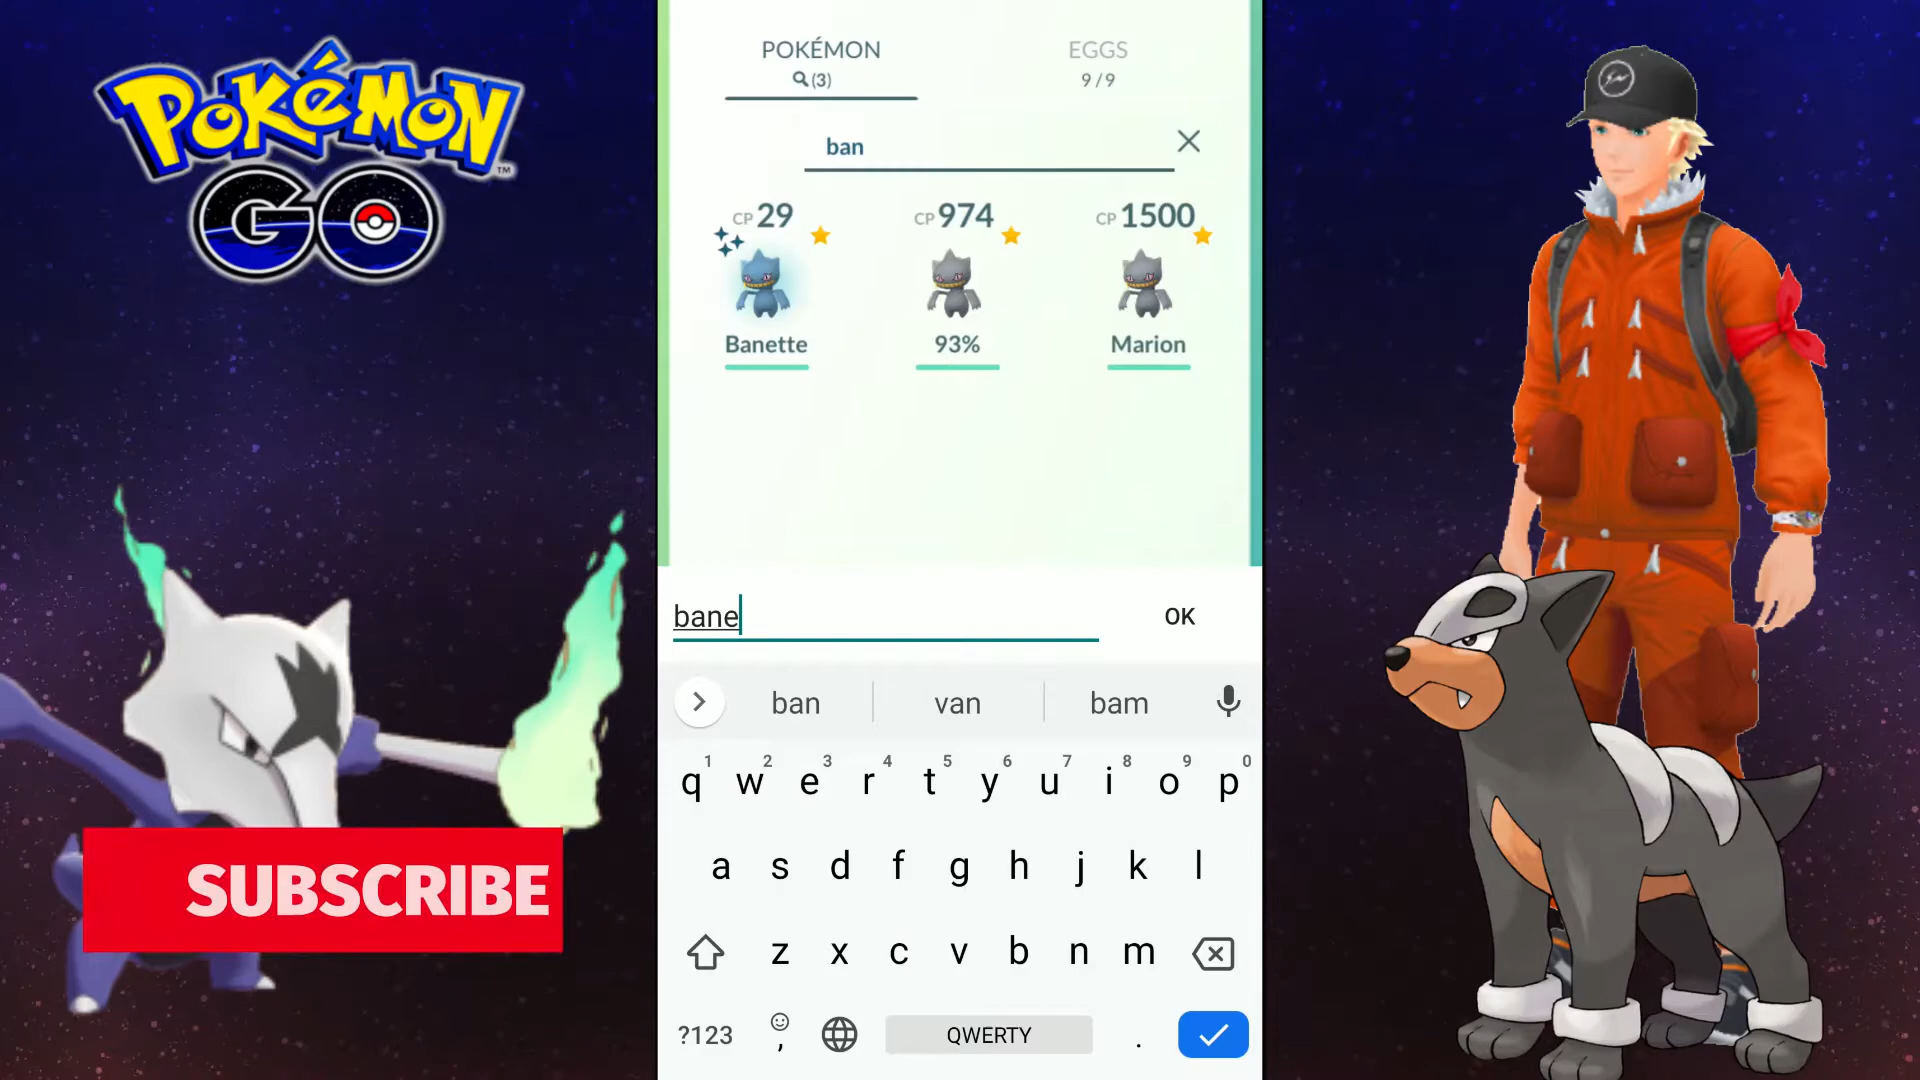 POKÉMON
GO
TM
POKÉMON
(3)
EGGS
9 / 9
ban
CP 29
CP 974
CP 1500
Banette
93%
Marion
bane
OK
ban
van
bam
1 2 3 4 5 6 7 8 9 0
q w e r t y u i o p
a s d f g h j k l
z x c v b n m
?123
,
QWERTY
.
SUBSCRIBE